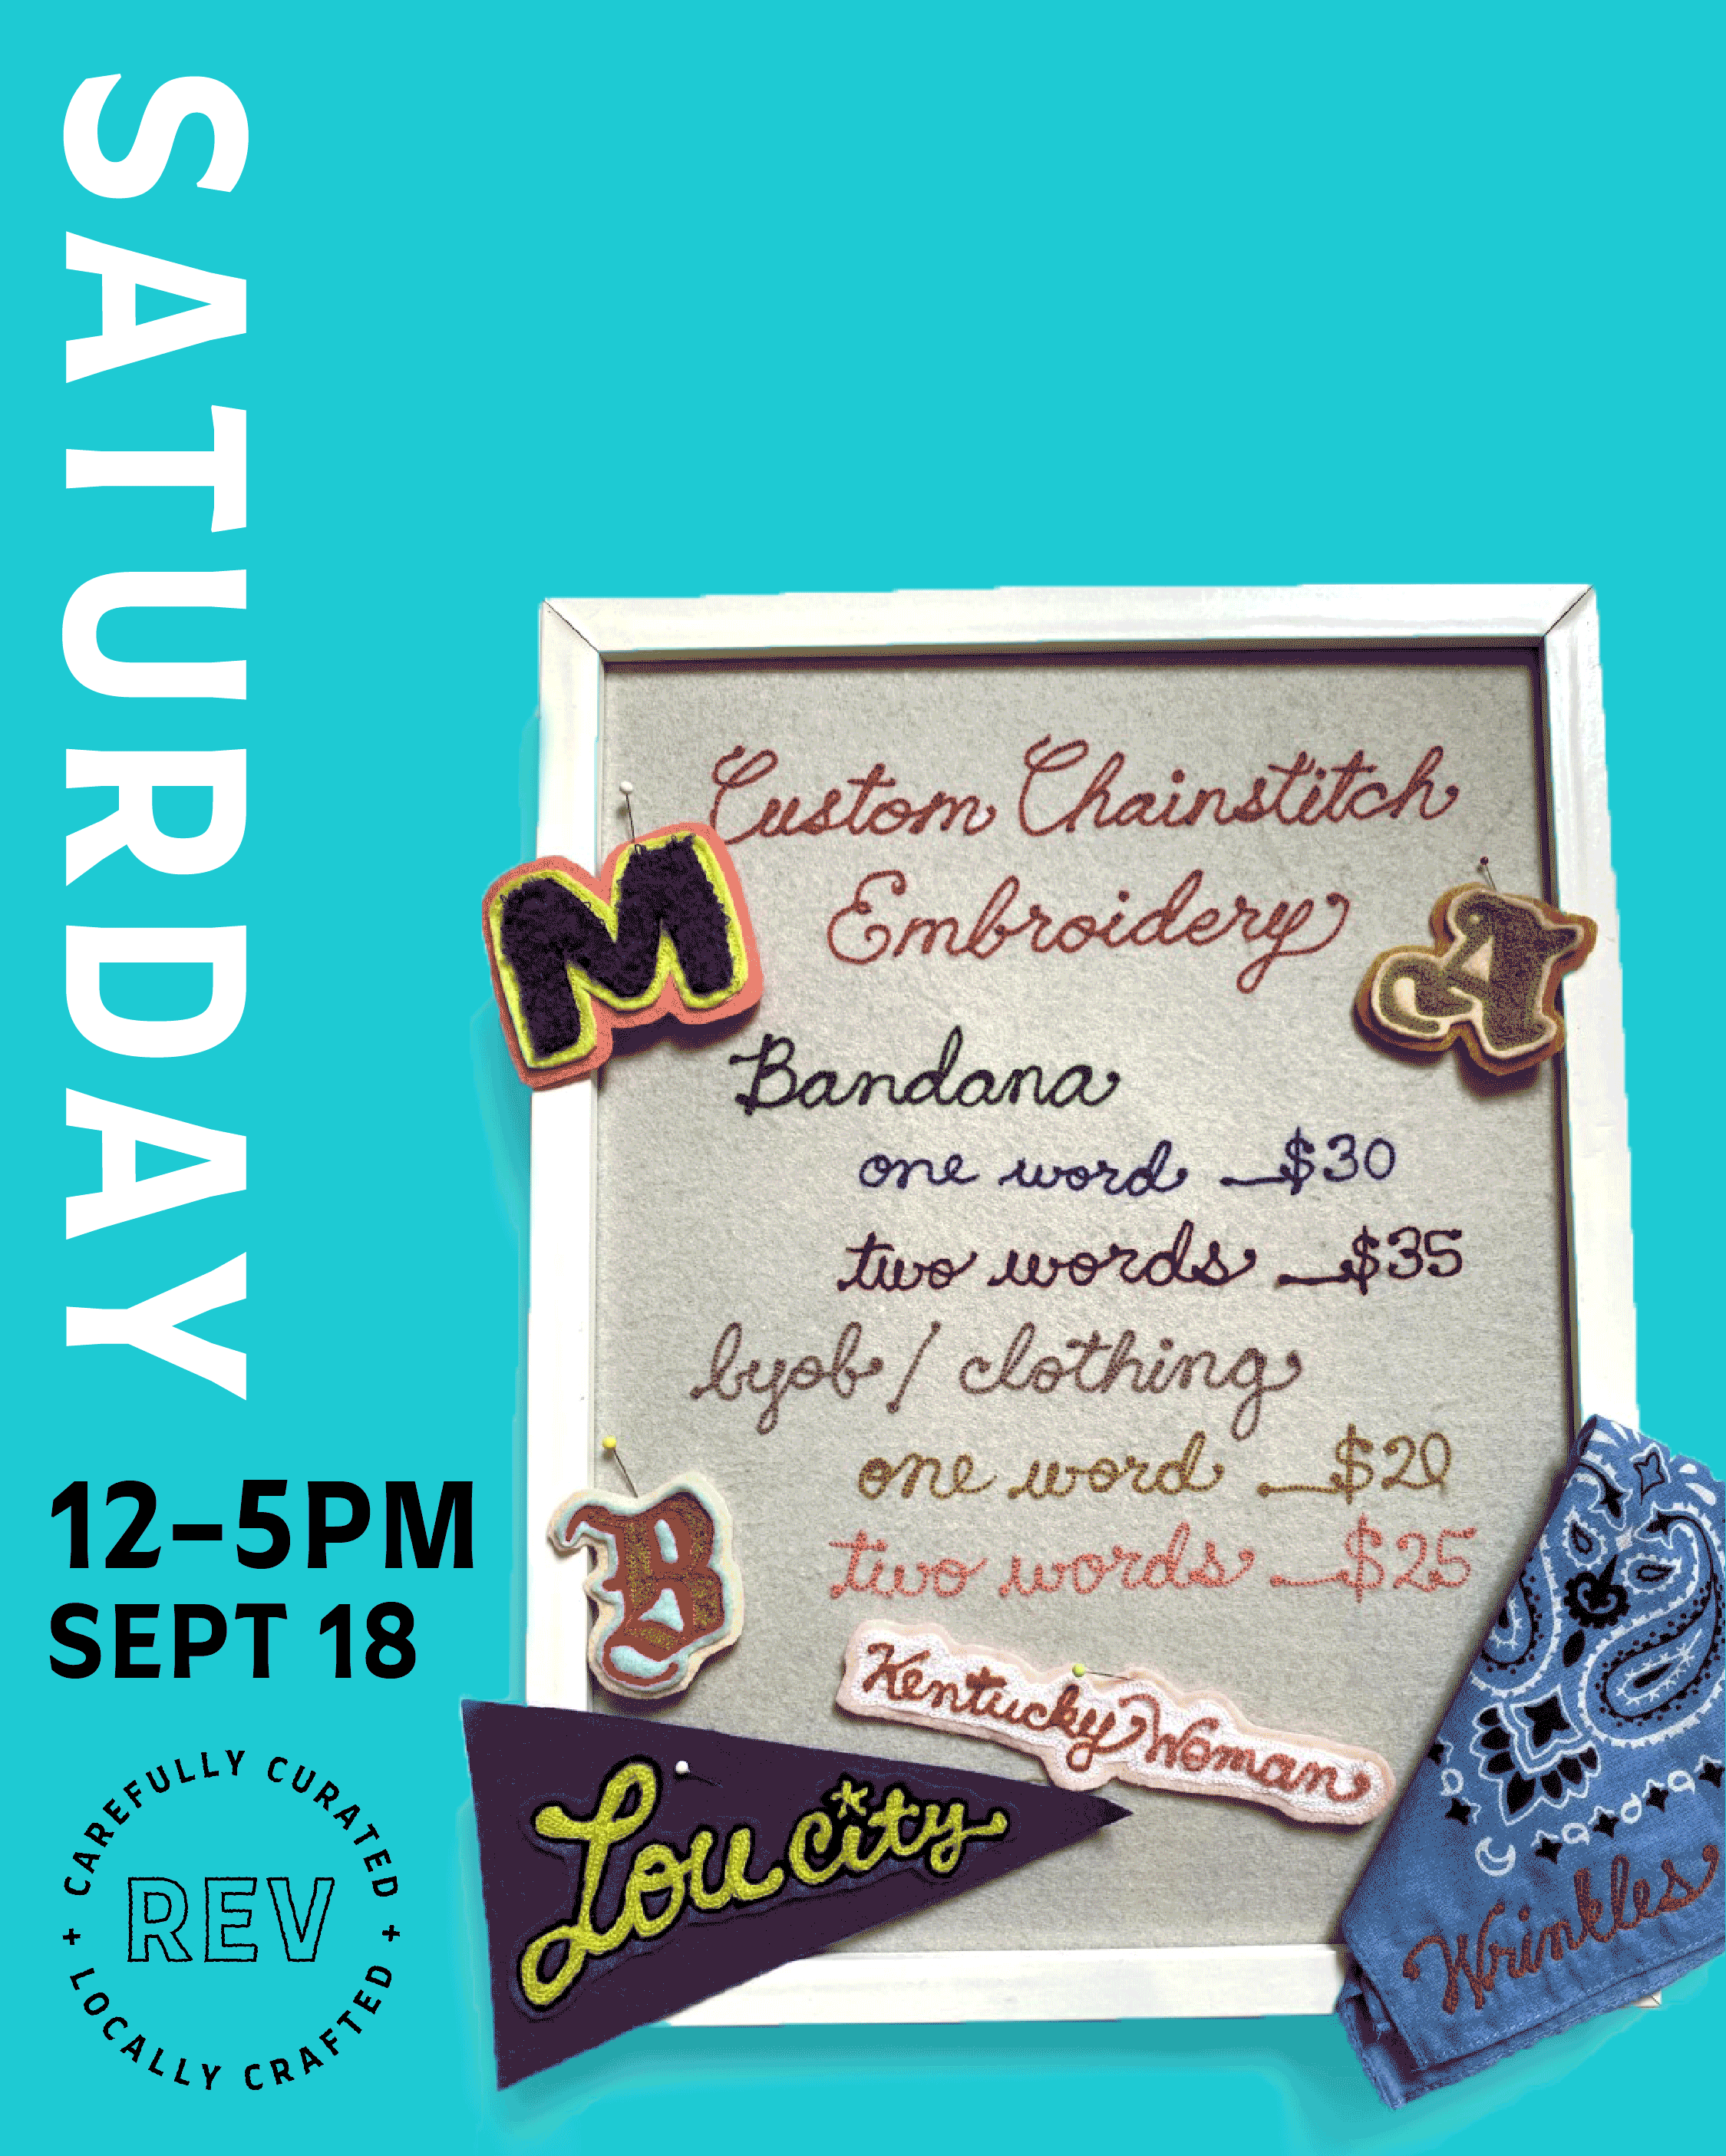 SATURDAY
12-5PM
SEPT 18
CAREFULLY CURATED
REV
+ LOCALLY CRAFTED +
Custom Chainstitch
Embroidery
M
A
Bandana
one word _$30
two words _$35
byob / clothing
one word _$20
two words _$25
B
Kentucky Woman
Lou city
Wrinkles